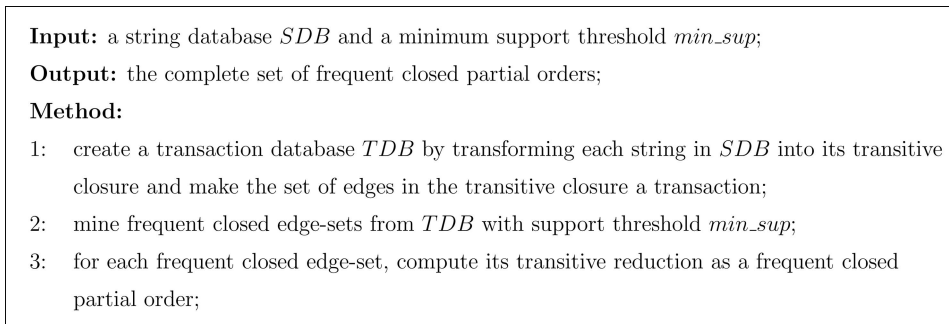 Input: a string database SDB and a minimum support threshold min_sup;
Output: the complete set of frequent closed partial orders;
Method:
1: create a transaction database TDB by transforming each string in SDB into its transitive
closure and make the set of edges in the transitive closure a transaction;
2: mine frequent closed edge-sets from TDB with support threshold min_sup;
3: for each frequent closed edge-set, compute its transitive reduction as a frequent closed
partial order;